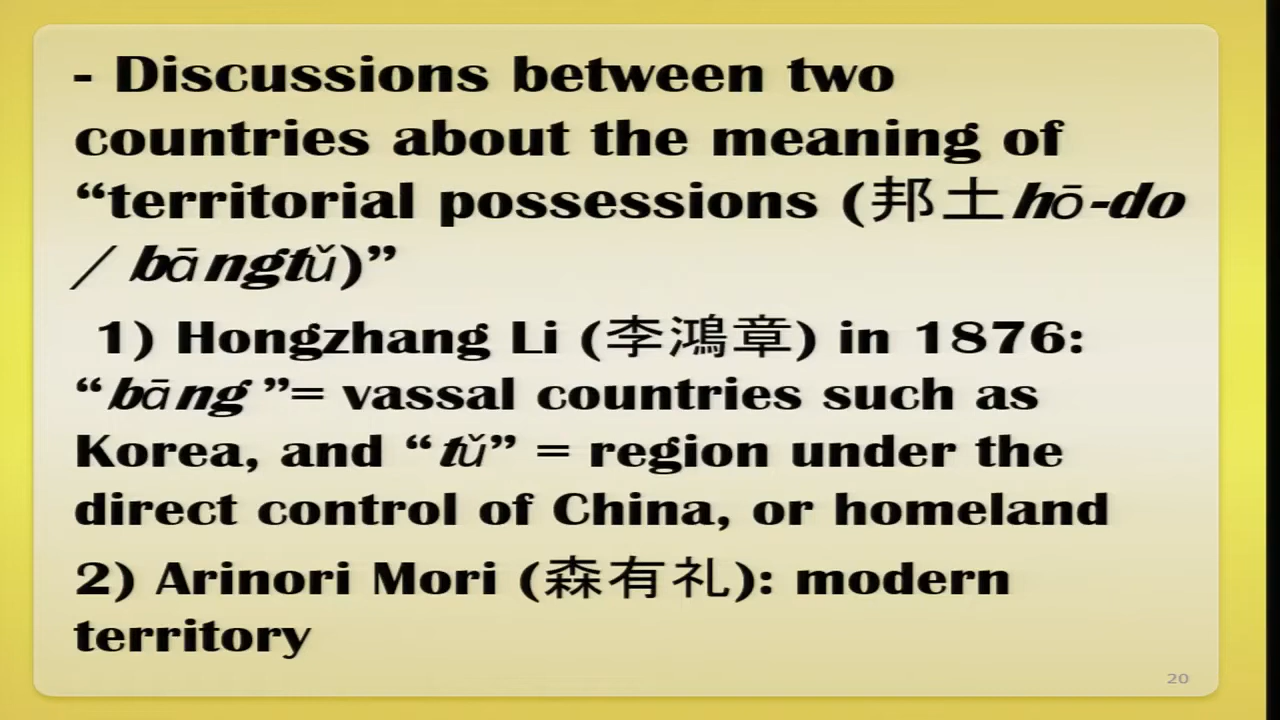 - Discussions between two
countries about the meaning of
“territorial possessions (邦土hō-do
/ bāngtǔ)”
1) Hongzhang Li (李鴻章) in 1876:
“bāng ”= vassal countries such as
Korea, and “tǔ” = region under the
direct control of China, or homeland
2) Arinori Mori (森有礼): modern
territory
20